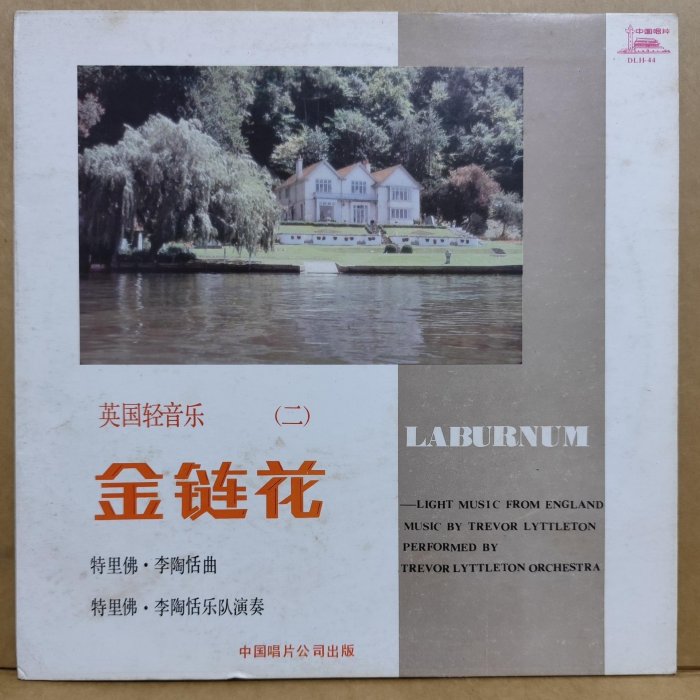 中国唱片
DLH-44
英国轻音乐 (二)
金链花
特里佛·李陶恬曲
特里佛·李陶恬乐队演奏
中国唱片公司出版
LABURNUM
—LIGHT MUSIC FROM ENGLAND
MUSIC BY TREVOR LYTTLETON
PERFORMED BY
TREVOR LYTTLETON ORCHESTRA